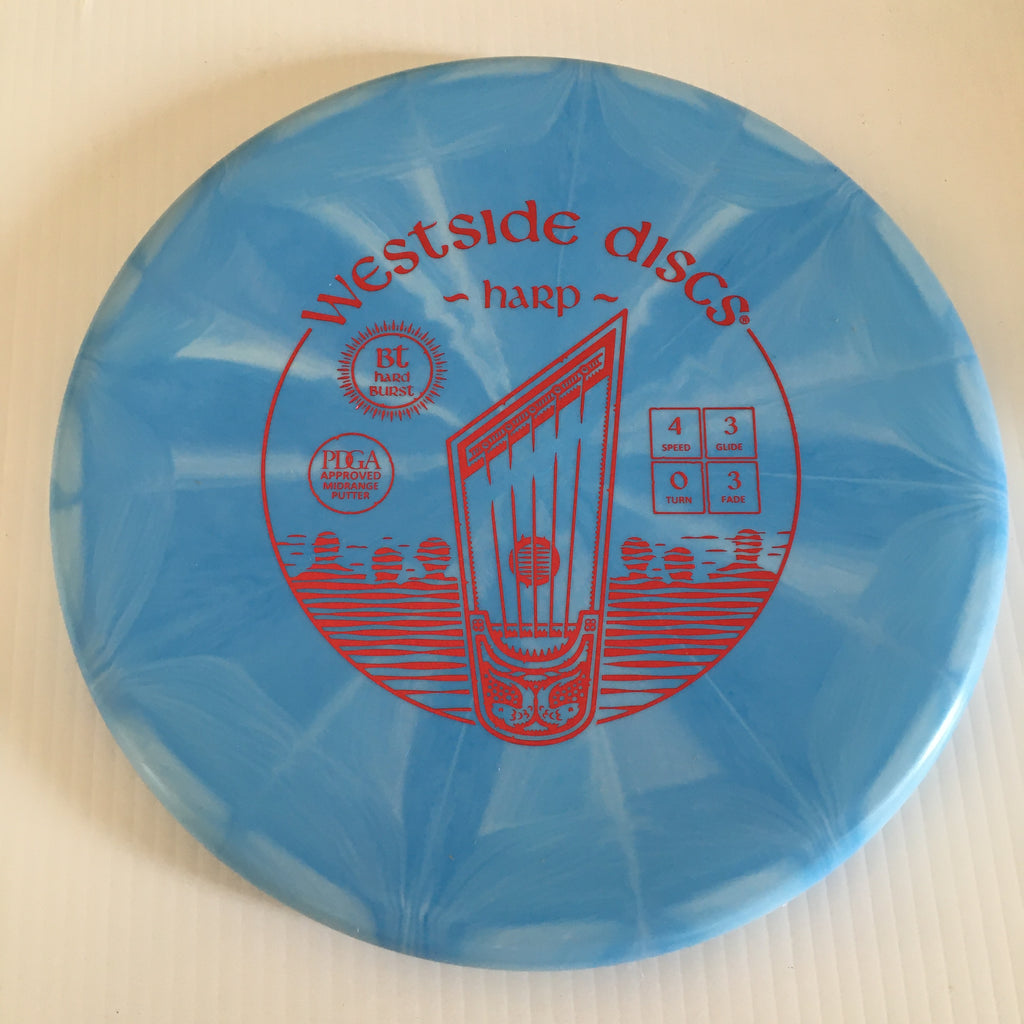 Westside discs®
~ harp ~
Bt
hard
BURST
PDGA
APPROVED
MIDRANGE
PUTTER
4 3
SPEED GLIDE
0 3
TURN FADE